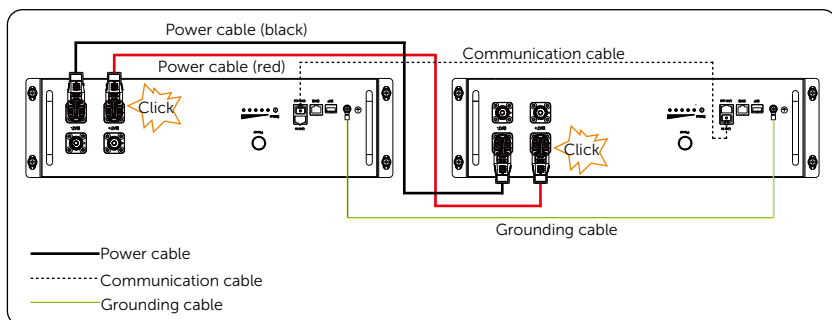 Power cable (black)
Communication cable
Power cable (red)
Click
Click
Grounding cable
Power cable
Communication cable
Grounding cable